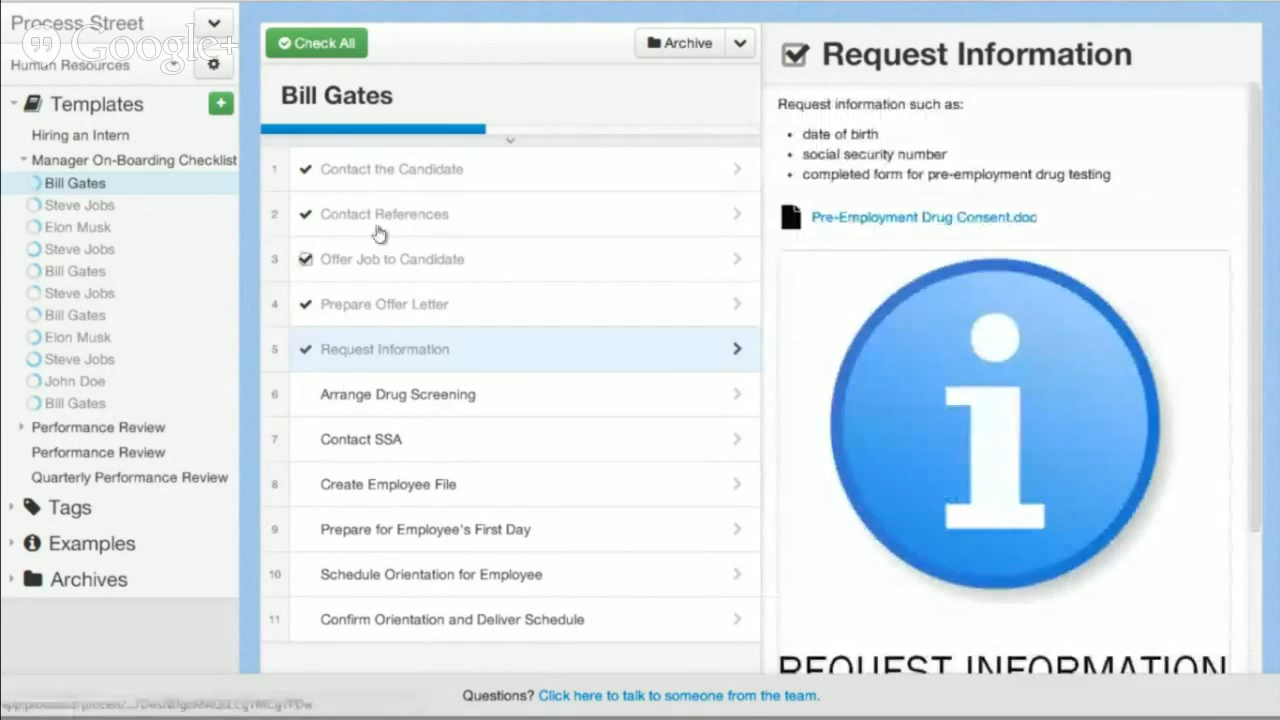 Process Street
Google+
Human Resources
Templates
Hiring an Intern
Manager On-Boarding Checklist
Bill Gates
Steve Jobs
Elon Musk
Steve Jobs
Bill Gates
Steve Jobs
Bill Gates
Elon Musk
Steve Jobs
John Doe
Bill Gates
Performance Review
Performance Review
Quarterly Performance Review
Tags
Examples
Archives
Check All
Archive
Bill Gates
1 Contact the Candidate
2 Contact References
3 Offer Job to Candidate
4 Prepare Offer Letter
5 Request Information
6 Arrange Drug Screening
7 Contact SSA
8 Create Employee File
9 Prepare for Employee's First Day
10 Schedule Orientation for Employee
11 Confirm Orientation and Deliver Schedule
Request Information
Request information such as:
• date of birth
• social security number
• completed form for pre-employment drug testing
Pre-Employment Drug Consent.doc
REQUEST INFORMATION
Questions? Click here to talk to someone from the team.